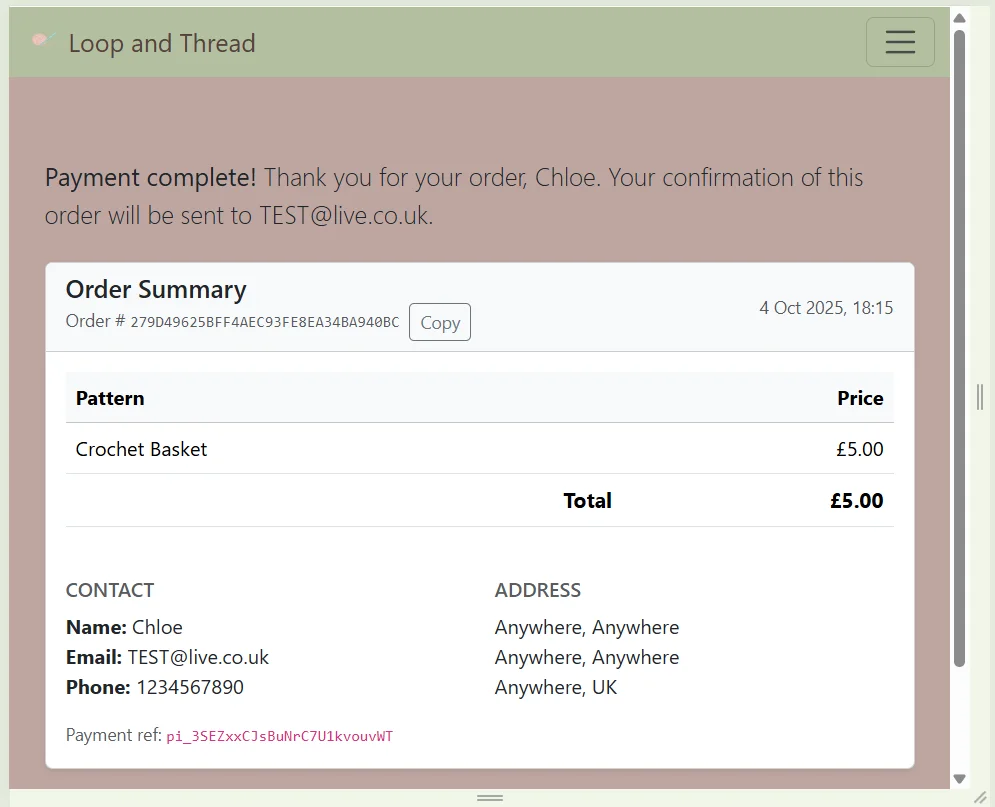 Loop and Thread
Payment complete! Thank you for your order, Chloe. Your confirmation of this
order will be sent to TEST@live.co.uk.
Order Summary
Order # 279D49625BFF4AEC93FE8EA34BA940BC Copy
4 Oct 2025, 18:15
Pattern Price
Crochet Basket £5.00
Total £5.00
CONTACT
Name: Chloe
Email: TEST@live.co.uk
Phone: 1234567890
ADDRESS
Anywhere, Anywhere
Anywhere, Anywhere
Anywhere, UK
Payment ref: pi_3SEZxxCJsBuNrC7U1kvouvWT